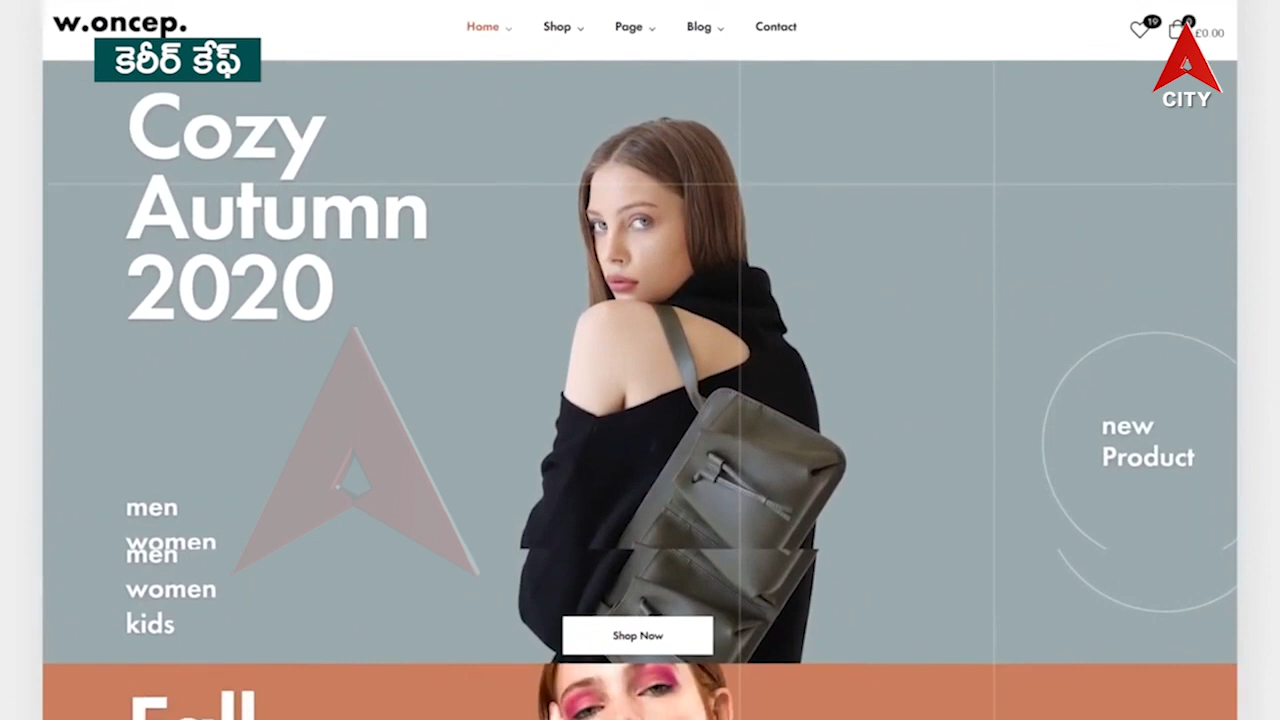 w.oncep.
Home Shop Page Blog Contact
19 0 £0.00
కెరీర్ కేఫ్
CITY
Cozy
Autumn
2020
new
Product
men
women
men
women
kids
Shop Now
Fall